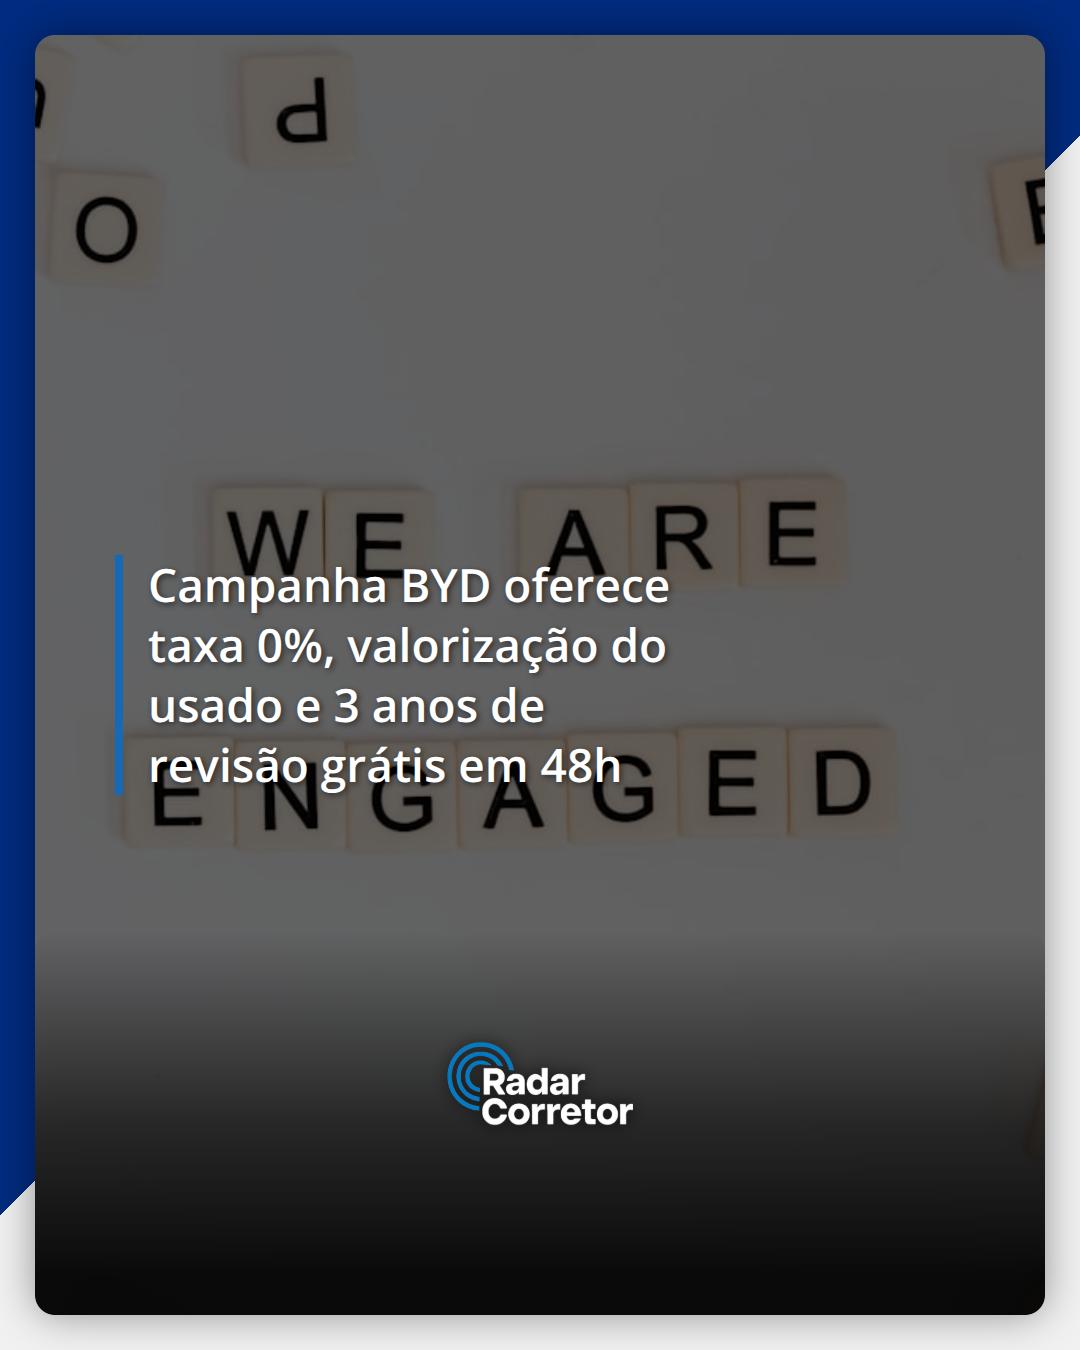 P
O
E
WE ARE
Campanha BYD oferece
taxa 0%, valorização do
usado e 3 anos de
revisão grátis em 48h
ENGAGED
Radar
Corretor